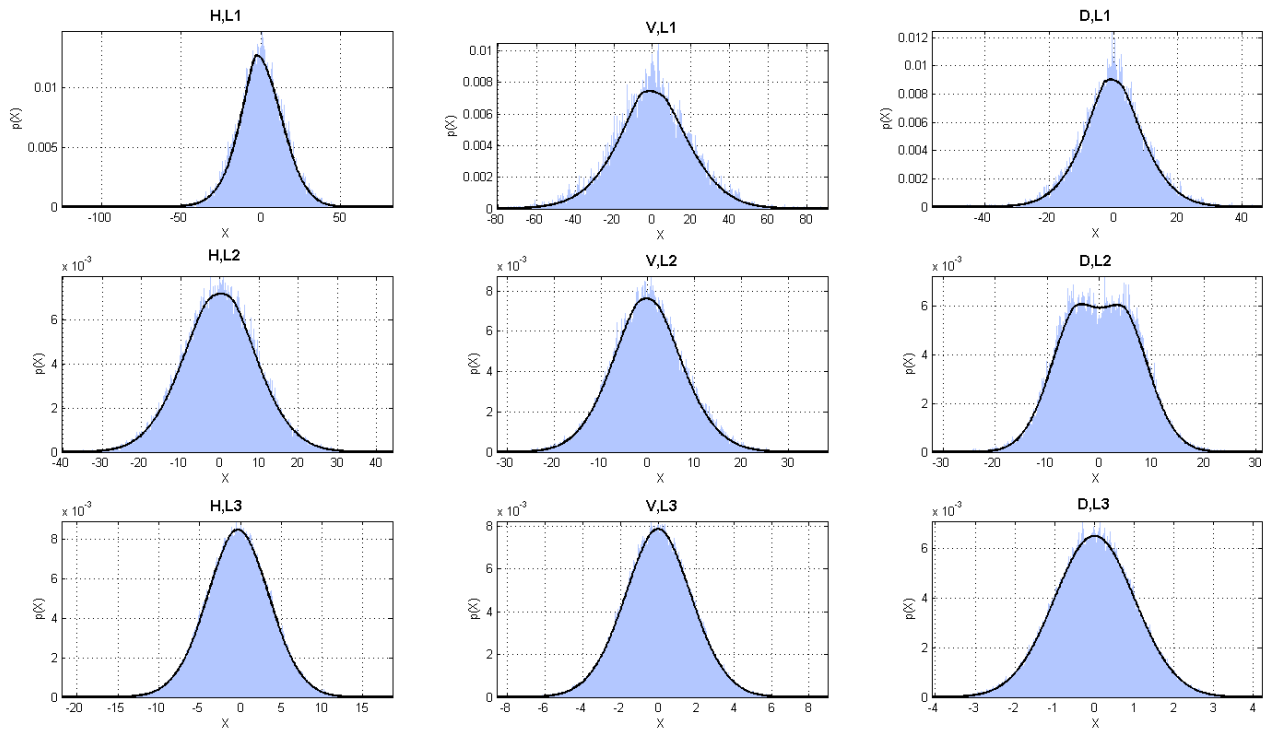 H,L1
0.01
0.005
0
-100 -50 0 50
p(X)
X
V,L1
0.01
0.008
0.006
0.004
0.002
0
-80 -60 -40 -20 0 20 40 60 80
p(X)
X
D,L1
0.012
0.01
0.008
0.006
0.004
0.002
0
-40 -20 0 20 40
p(X)
X
H,L2
x 10-3
6
4
2
0
-40 -30 -20 -10 0 10 20 30 40
p(X)
X
V,L2
x 10-3
8
6
4
2
0
-30 -20 -10 0 10 20 30
p(X)
X
D,L2
x 10-3
6
4
2
0
-30 -20 -10 0 10 20 30
p(X)
X
H,L3
x 10-3
8
6
4
2
0
-20 -15 -10 -5 0 5 10 15
p(X)
X
V,L3
x 10-3
8
6
4
2
0
-8 -6 -4 -2 0 2 4 6 8
p(X)
X
D,L3
x 10-3
6
4
2
0
-4 -3 -2 -1 0 1 2 3 4
p(X)
X